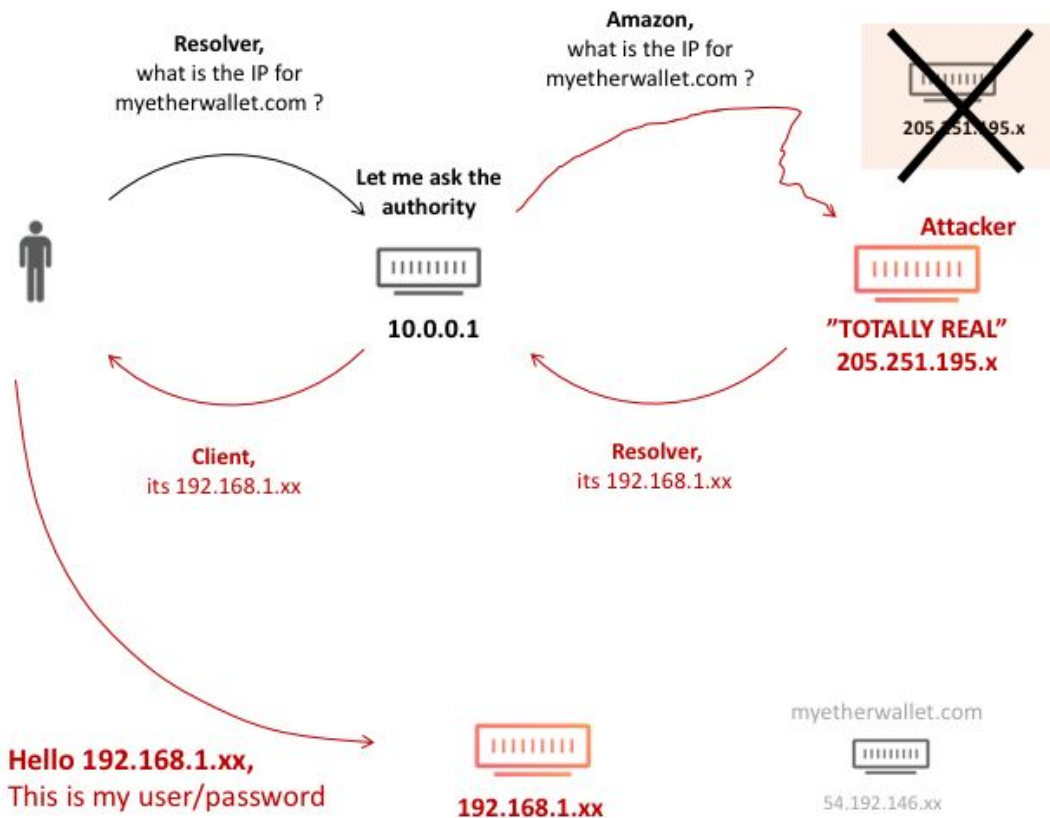 Resolver,
what is the IP for
myetherwallet.com ?
Amazon,
what is the IP for
myetherwallet.com ?
205.251.195.x
Let me ask the
authority
10.0.0.1
Attacker
”TOTALLY REAL”
205.251.195.x
Client,
its 192.168.1.xx
Resolver,
its 192.168.1.xx
Hello 192.168.1.xx,
This is my user/password
192.168.1.xx
myetherwallet.com
54.192.146.xx